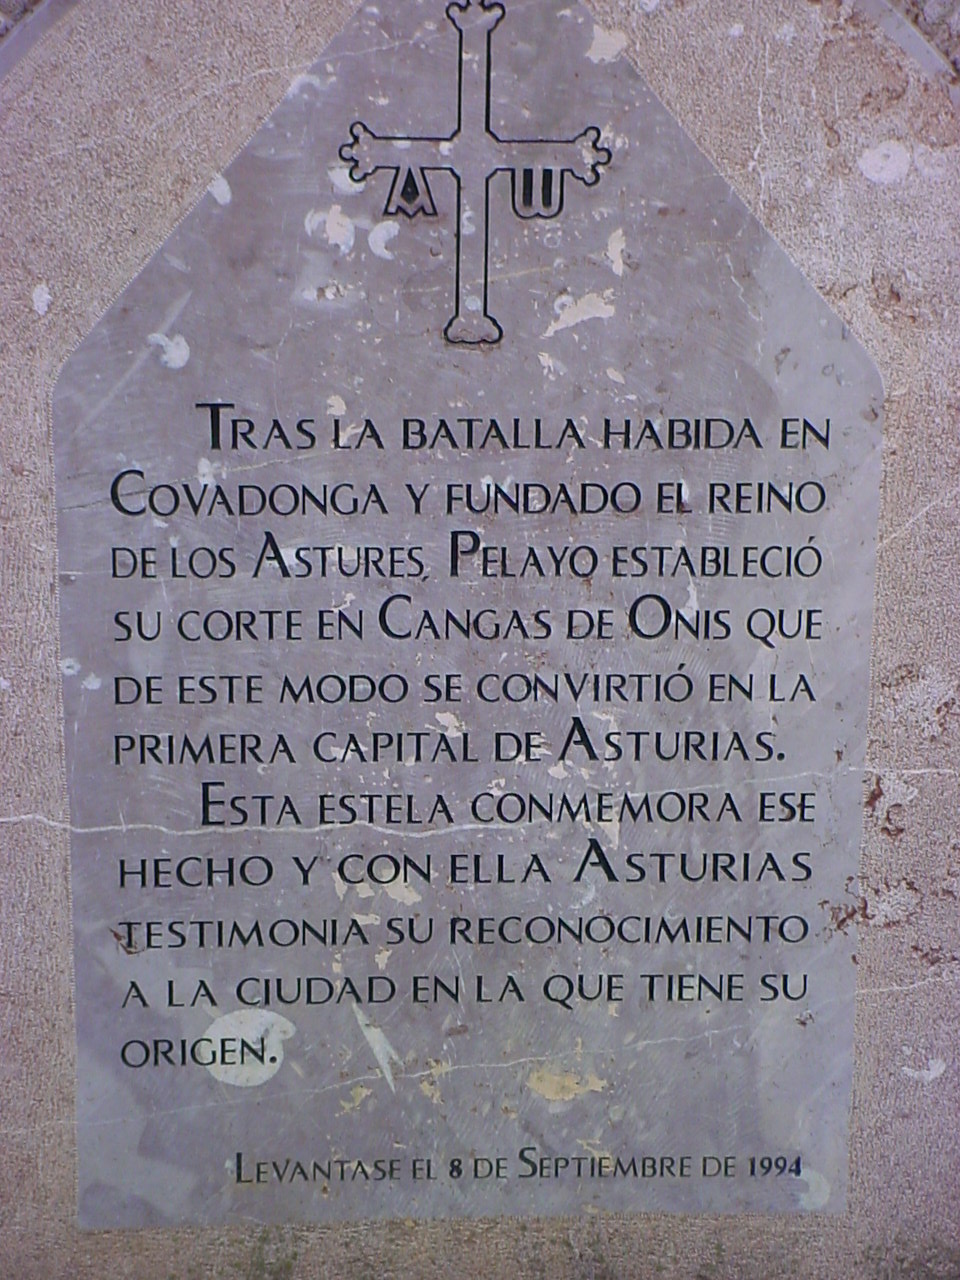 Α ω
TRAS LA BATALLA HABIDA EN
COVADONGA Y FUNDADO EL REINO
DE LOS ASTURES, PELAYO ESTABLECIÓ
SU CORTE EN CANGAS DE ONIS QUE
DE ESTE MODO SE CONVIRTIÓ EN LA
PRIMERA CAPITAL DE ASTURIAS.
ESTA ESTELA CONMEMORA ESE
HECHO Y CON ELLA ASTURIAS
TESTIMONIA SU RECONOCIMIENTO
A LA CIUDAD EN LA QUE TIENE SU
ORIGEN.
LEVANTASE EL 8 DE SEPTIEMBRE DE 1994